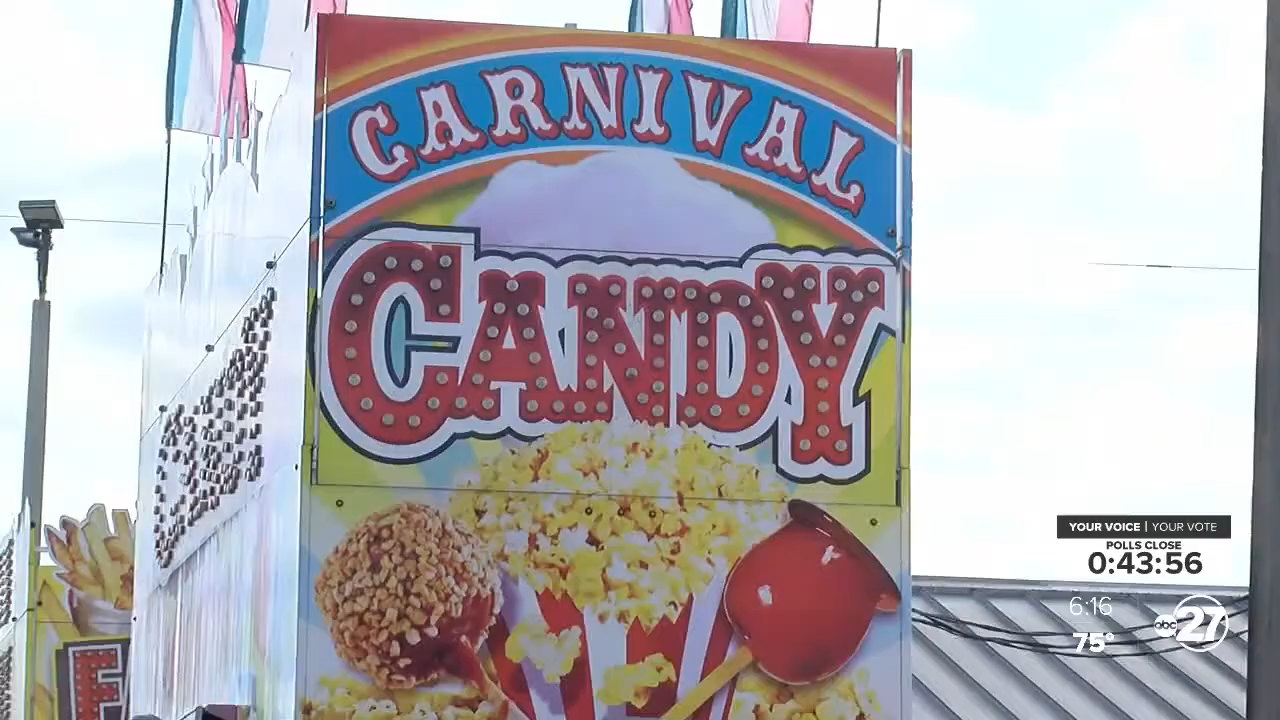 CARNIVAL
CANDY
F
YOUR VOICE | YOUR VOTE
POLLS CLOSE
0:43:56
6:16
75°
abc 27